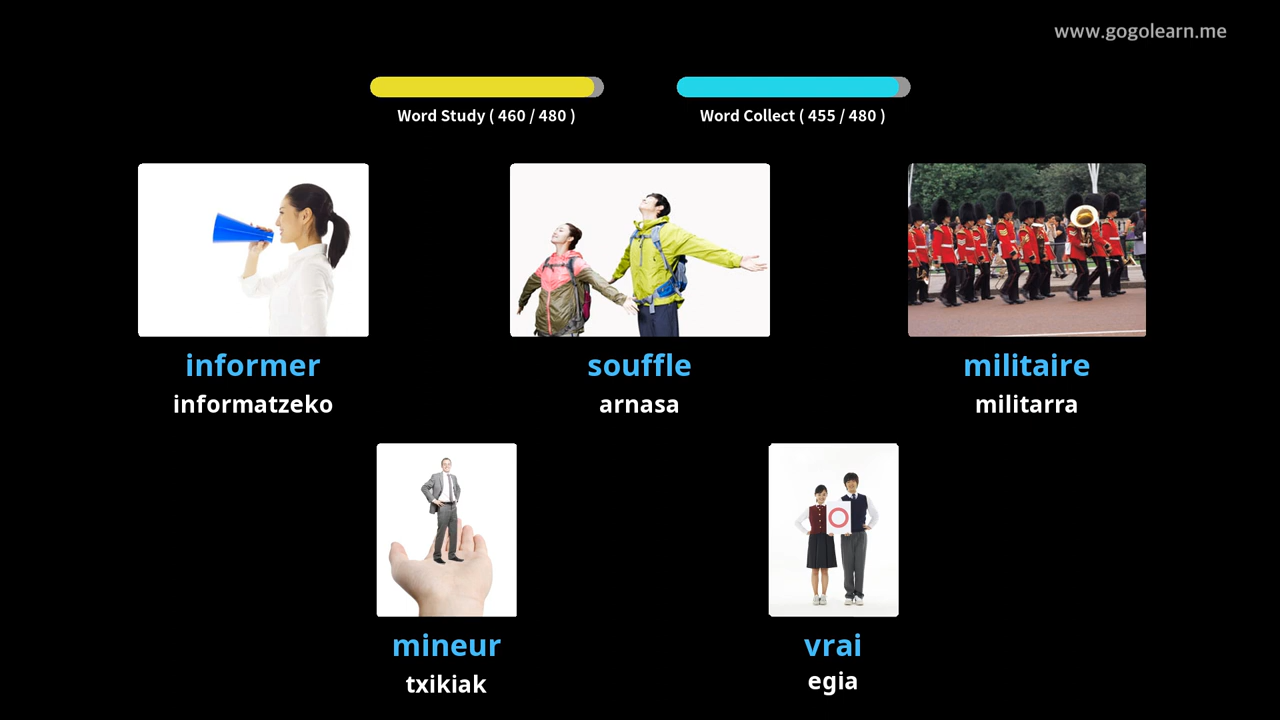 www.gogolearn.me
Word Study ( 460 / 480 )
Word Collect ( 455 / 480 )
informer
informatzeko
souffle
arnasa
militaire
militarra
mineur
txikiak
vrai
egia